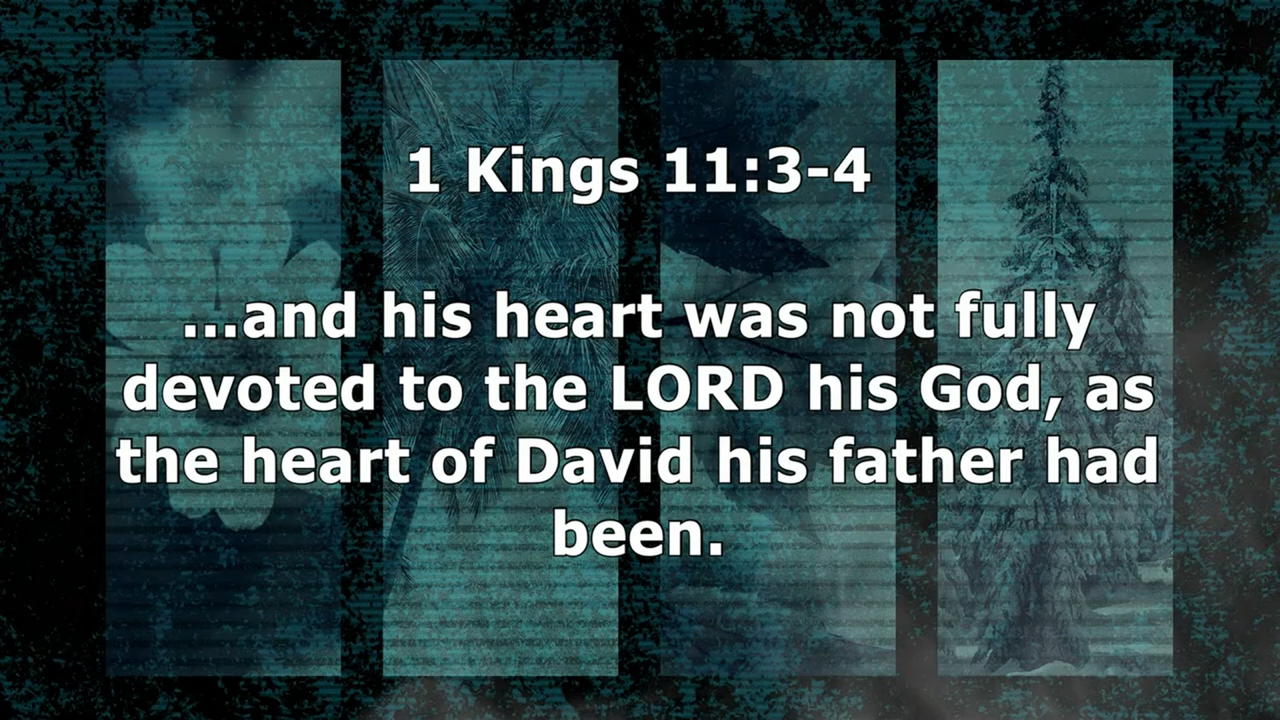 1 Kings 11:3-4
...and his heart was not fully
devoted to the LORD his God, as
the heart of David his father had
been.